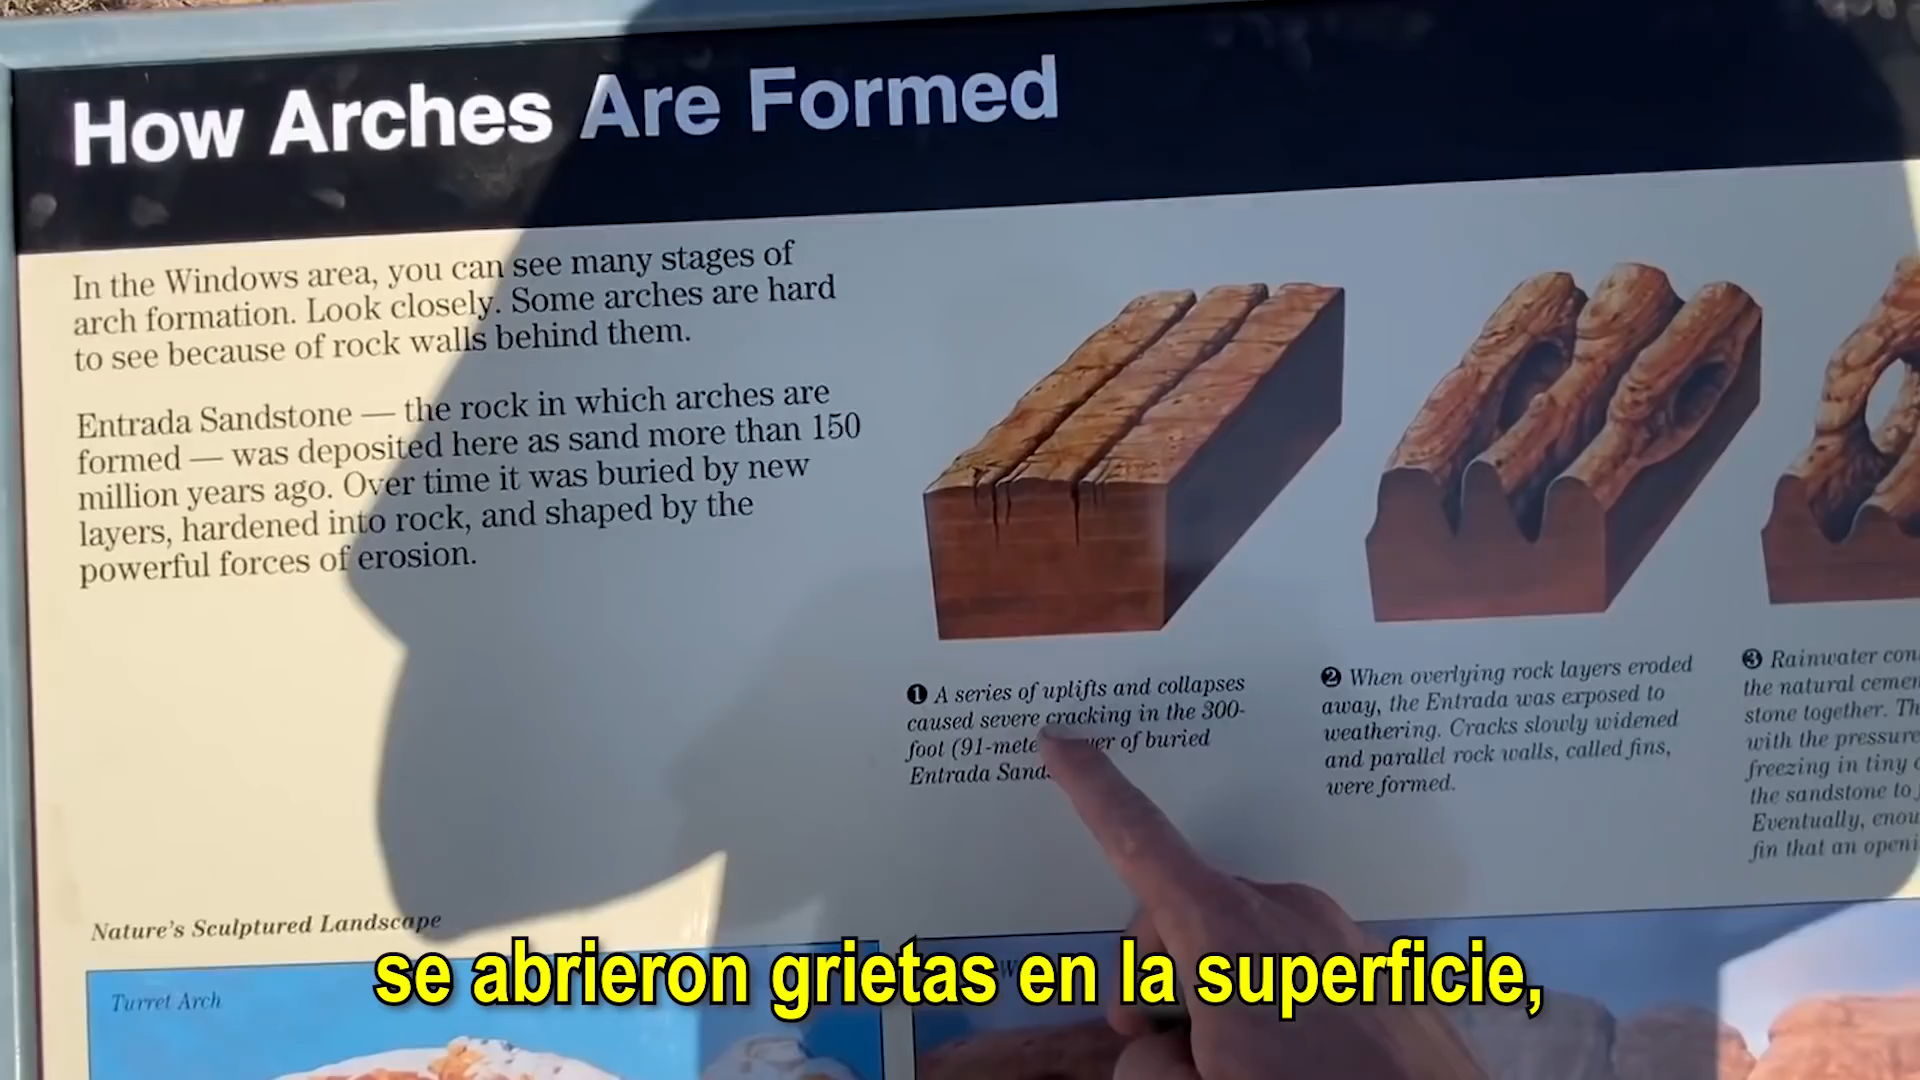 How Arches Are Formed
In the Windows area, you can see many stages of
arch formation. Look closely. Some arches are hard
to see because of rock walls behind them.
Entrada Sandstone — the rock in which arches are
formed — was deposited here as sand more than 150
million years ago. Over time it was buried by new
layers, hardened into rock, and shaped by the
powerful forces of erosion.
❶ A series of uplifts and collapses
caused severe cracking in the 300-
foot (91-mete of buried
Entrada
❷ When overlying rock layers eroded
away, the Entrada was exposed to
weathering. Cracks slowly widened
and parallel rock walls, called fins,
were formed.
❸ Rainwater
the natural
stone together.
with the pressure
freezing in tiny
the sandstone to
Eventually,
fin that an
Nature's Sculptured Landscape
Turret Arch
se abrieron grietas en la superficie,